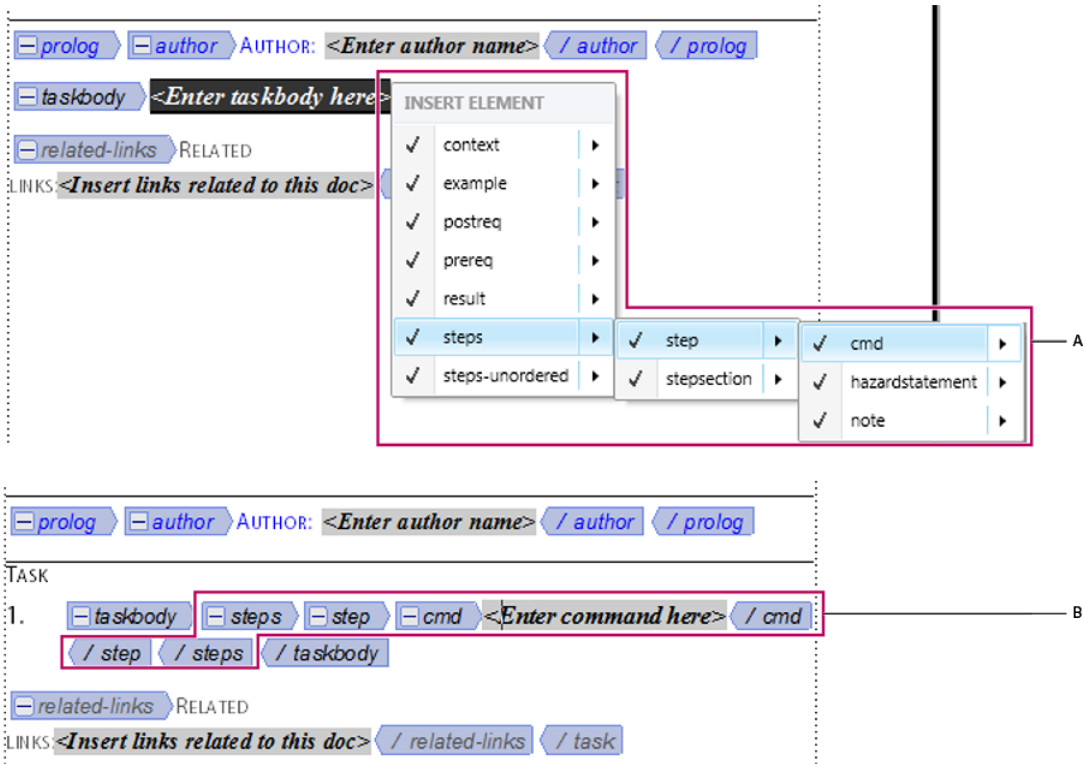 prolog author AUTHOR: <Enter author name> / author / prolog
taskbody <Enter taskbody here>
INSERT ELEMENT
context
example
postreq
prereq
result
steps
steps-unordered
related-links RELATED
LINKS:<Insert links related to this doc>
step
stepsection
cmd
hazardstatement
note
A
prolog author AUTHOR: <Enter author name> / author / prolog
TASK
1. taskbody steps step cmd <Enter command here> / cmd
B
/ step / steps / taskbody
related-links RELATED
LINKS:<Insert links related to this doc> / related-links / task